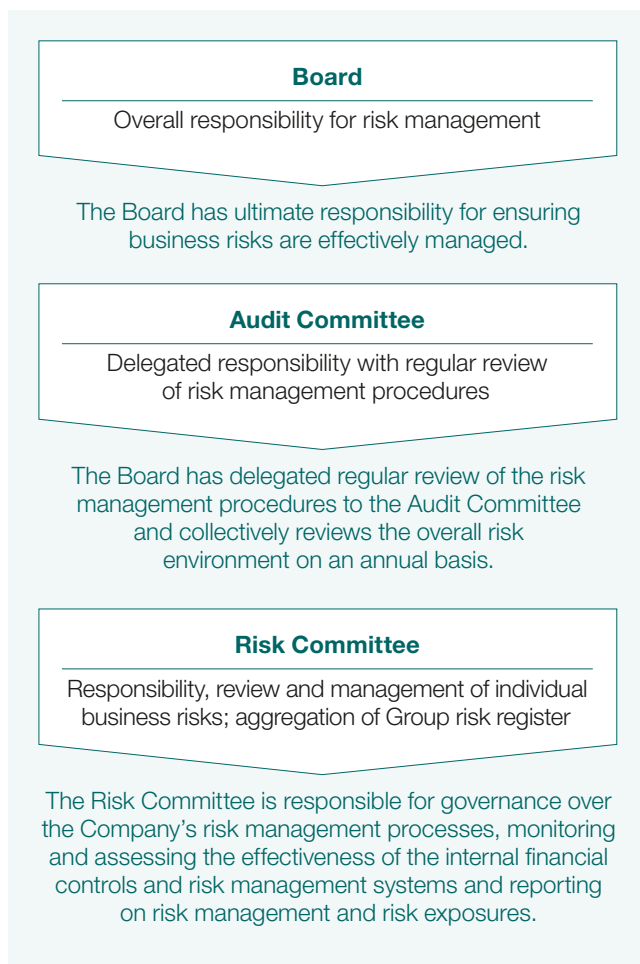 Board
Overall responsibility for risk management
The Board has ultimate responsibility for ensuring
business risks are effectively managed.
Audit Committee
Delegated responsibility with regular review
of risk management procedures
The Board has delegated regular review of the risk
management procedures to the Audit Committee
and collectively reviews the overall risk
environment on an annual basis.
Risk Committee
Responsibility, review and management of individual
business risks; aggregation of Group risk register
The Risk Committee is responsible for governance over
the Company’s risk management processes, monitoring
and assessing the effectiveness of the internal financial
controls and risk management systems and reporting
on risk management and risk exposures.